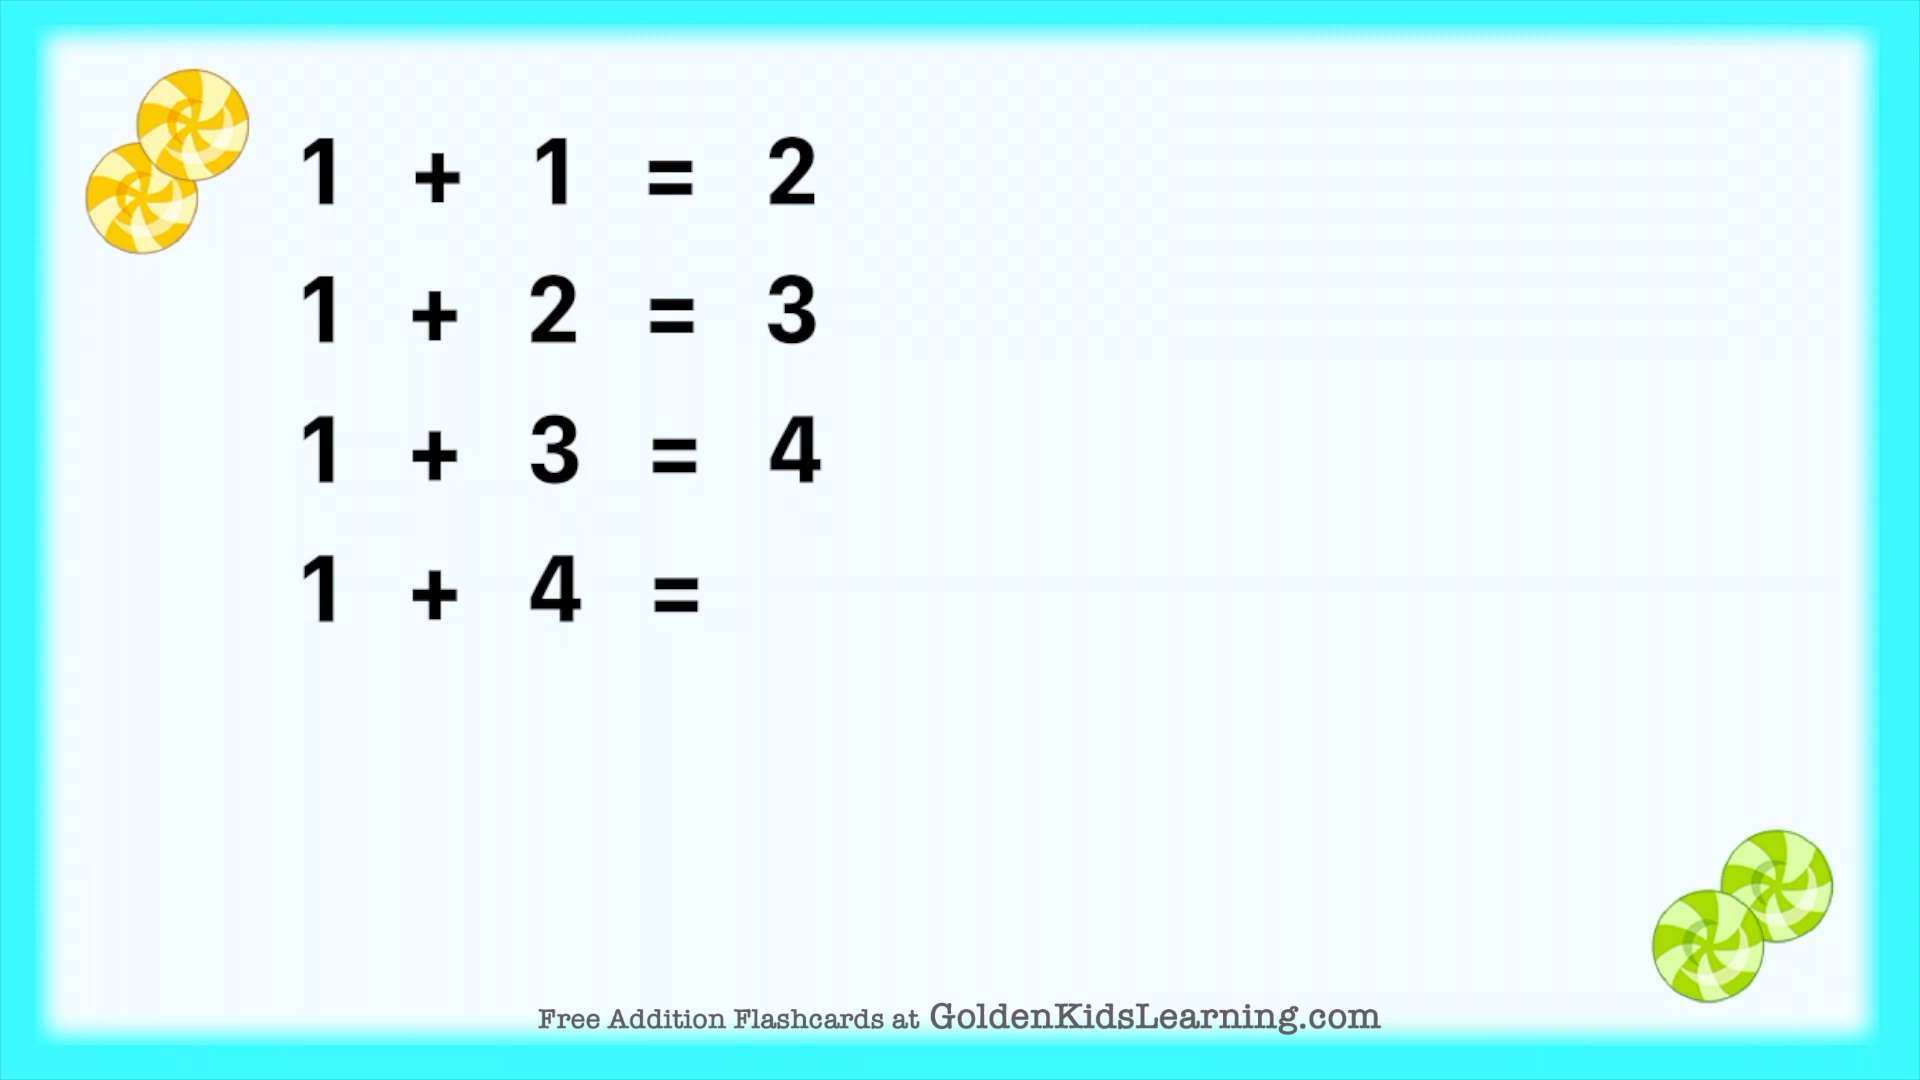 1 + 1 = 2
1 + 2 = 3
1 + 3 = 4
1 + 4 =
Free Addition Flashcards at GoldenKidsLearning.com